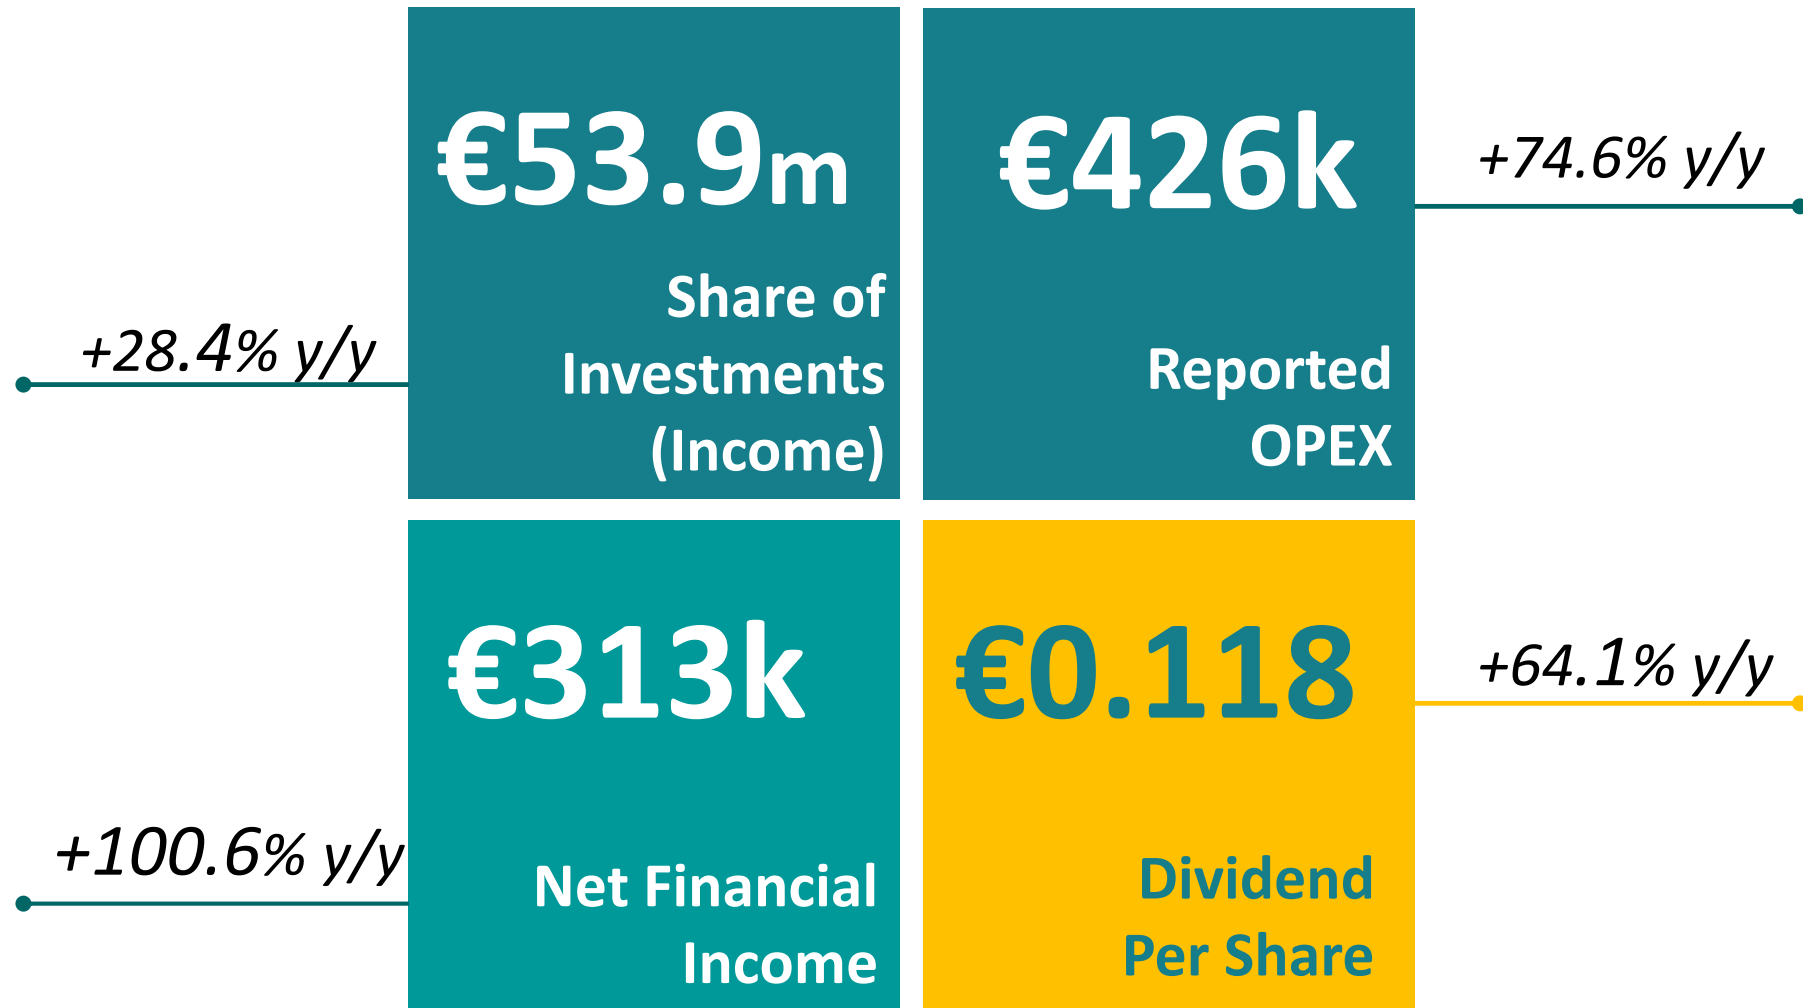 €53.9m
Share of
Investments
(Income)
+28.4% y/y
€426k
Reported
OPEX
+74.6% y/y
€313k
Net Financial
Income
+100.6% y/y
€0.118
Dividend
Per Share
+64.1% y/y